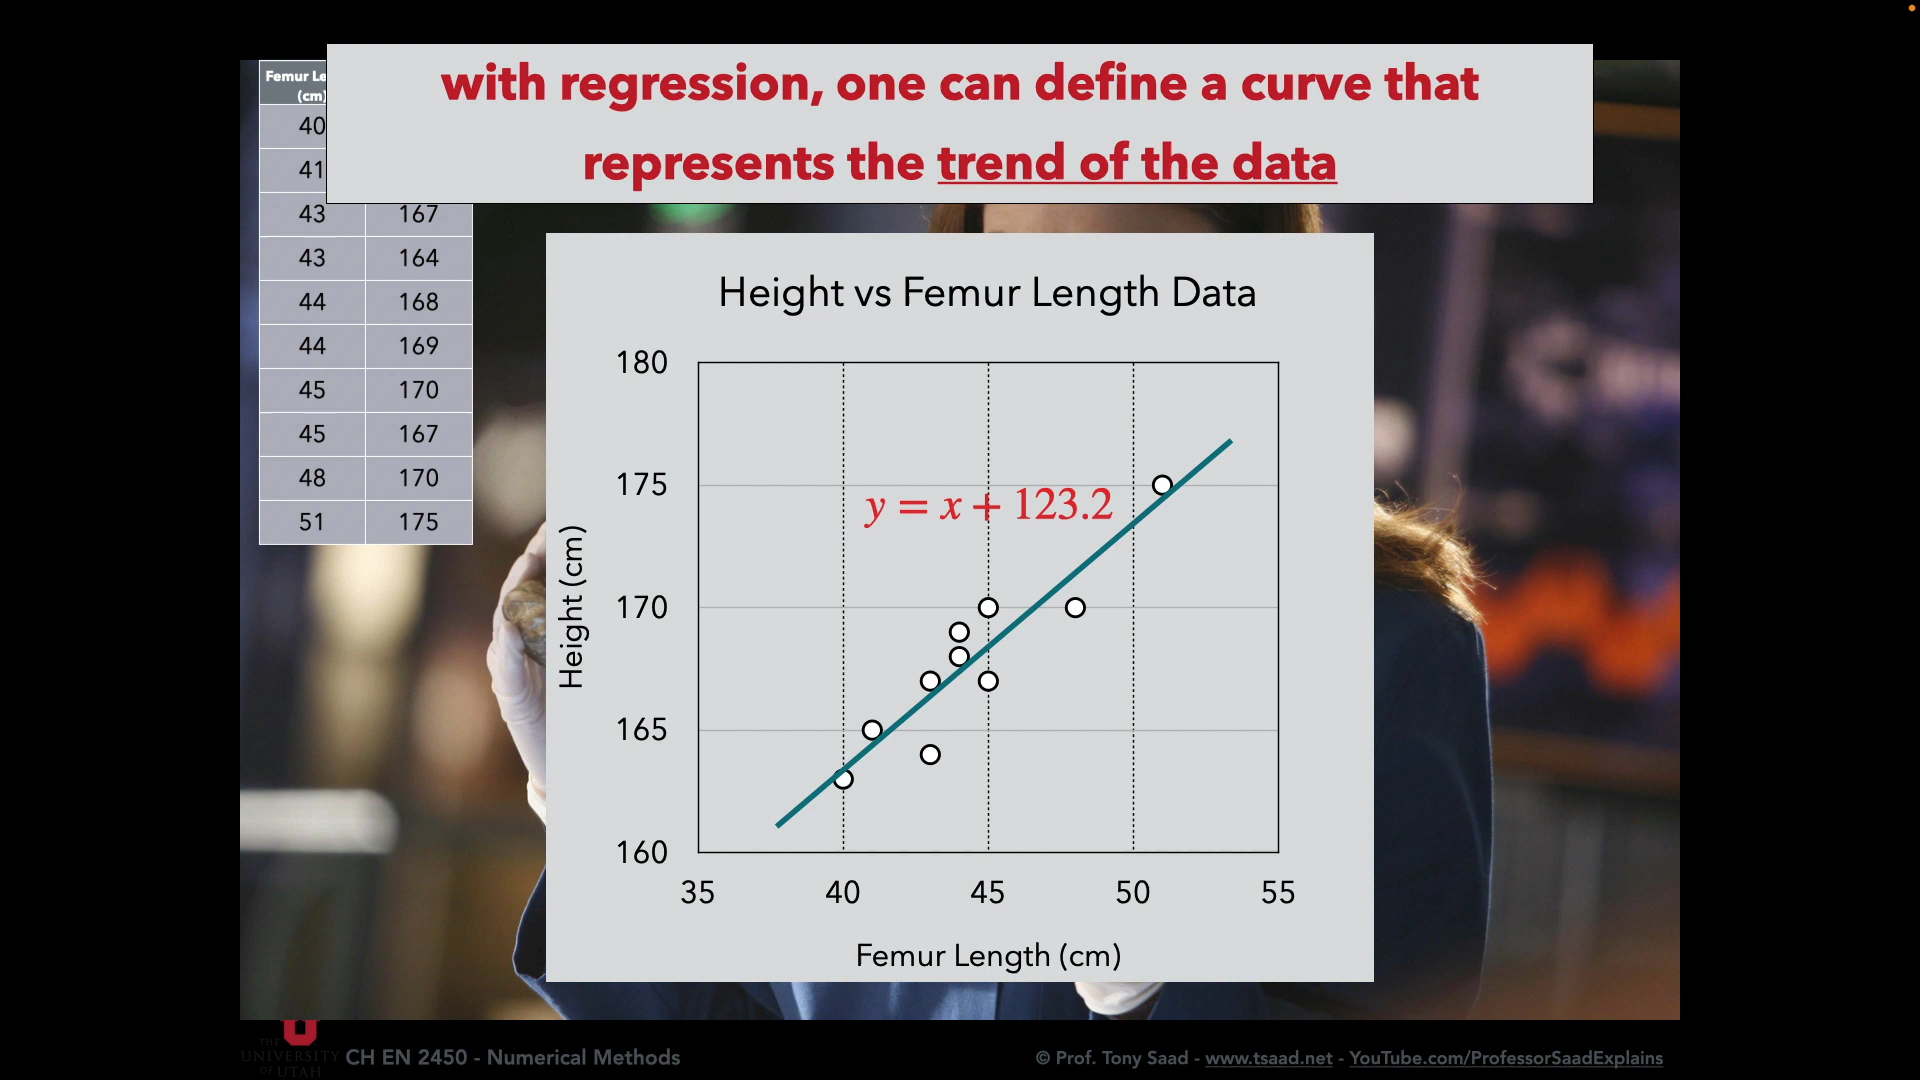 with regression, one can define a curve that
represents the trend of the data
Femur Le
(cm)
40
41
43 167
43 164
44 168
44 169
45 170
45 167
48 170
51 175
Height vs Femur Length Data
180
175
170
165
160
y = x + 123.2
Height (cm)
35 40 45 50 55
Femur Length (cm)
THE
UNIVERSITY
OF UTAH
CH EN 2450 - Numerical Methods
© Prof. Tony Saad - www.tsaad.net - YouTube.com/ProfessorSaadExplains